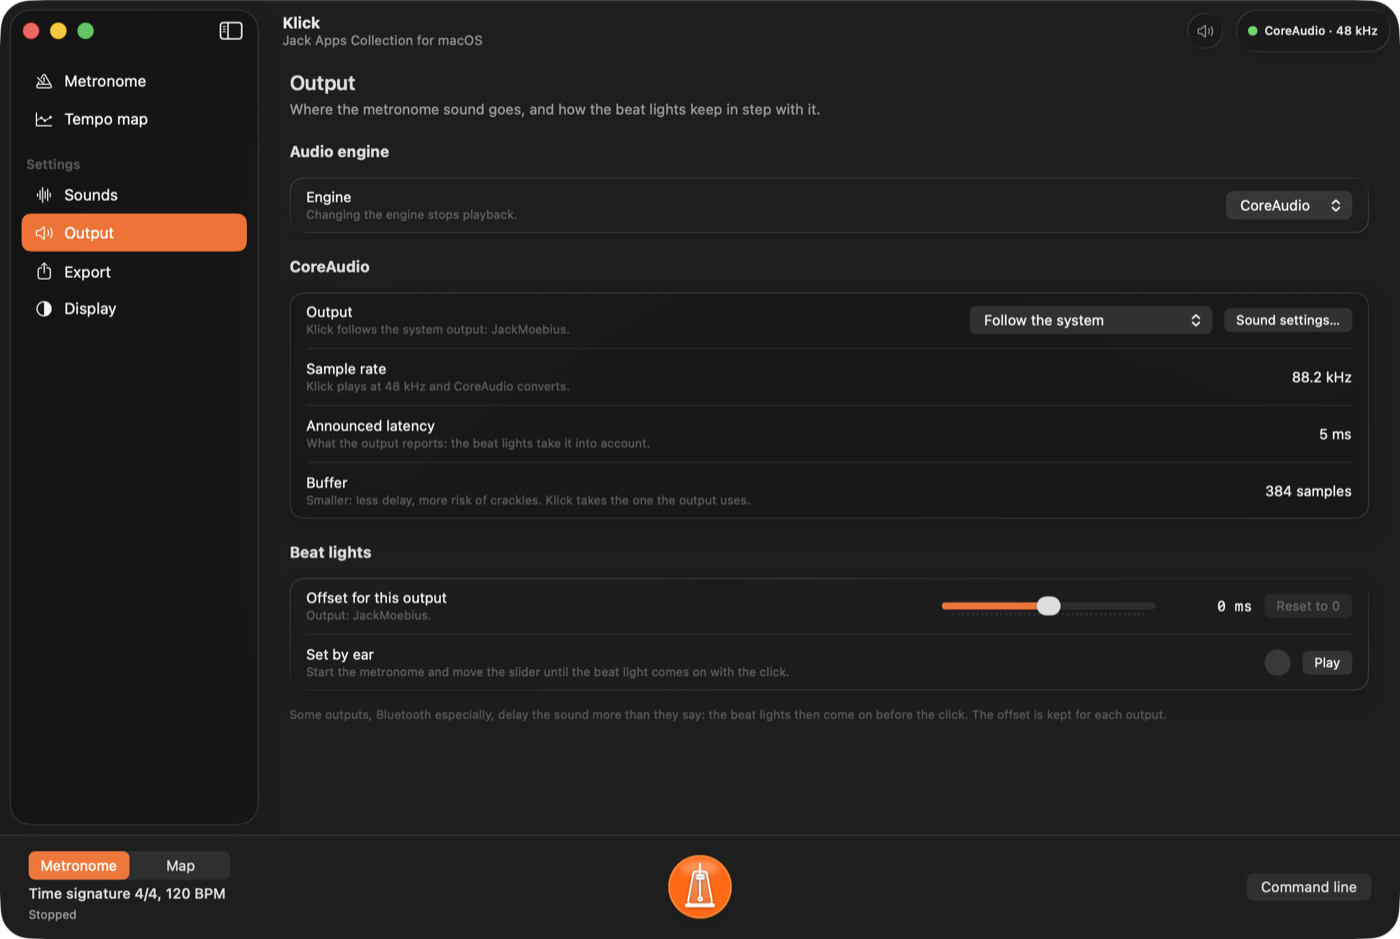 Klick
Jack Apps Collection for macOS
CoreAudio · 48 kHz
Metronome
Tempo map
Settings
Sounds
Output
Export
Display
Output
Where the metronome sound goes, and how the beat lights keep in step with it.
Audio engine
Engine
Changing the engine stops playback.
CoreAudio
CoreAudio
Output
Klick follows the system output: JackMoebius.
Follow the system
Sound settings...
Sample rate
Klick plays at 48 kHz and CoreAudio converts.
88.2 kHz
Announced latency
What the output reports: the beat lights take it into account.
5 ms
Buffer
Smaller: less delay, more risk of crackles. Klick takes the one the output uses.
384 samples
Beat lights
Offset for this output
Output: JackMoebius.
0 ms
Reset to 0
Set by ear
Start the metronome and move the slider until the beat light comes on with the click.
Play
Some outputs, Bluetooth especially, delay the sound more than they say: the beat lights then come on before the click. The offset is kept for each output.
Metronome
Map
Time signature 4/4, 120 BPM
Stopped
Command line